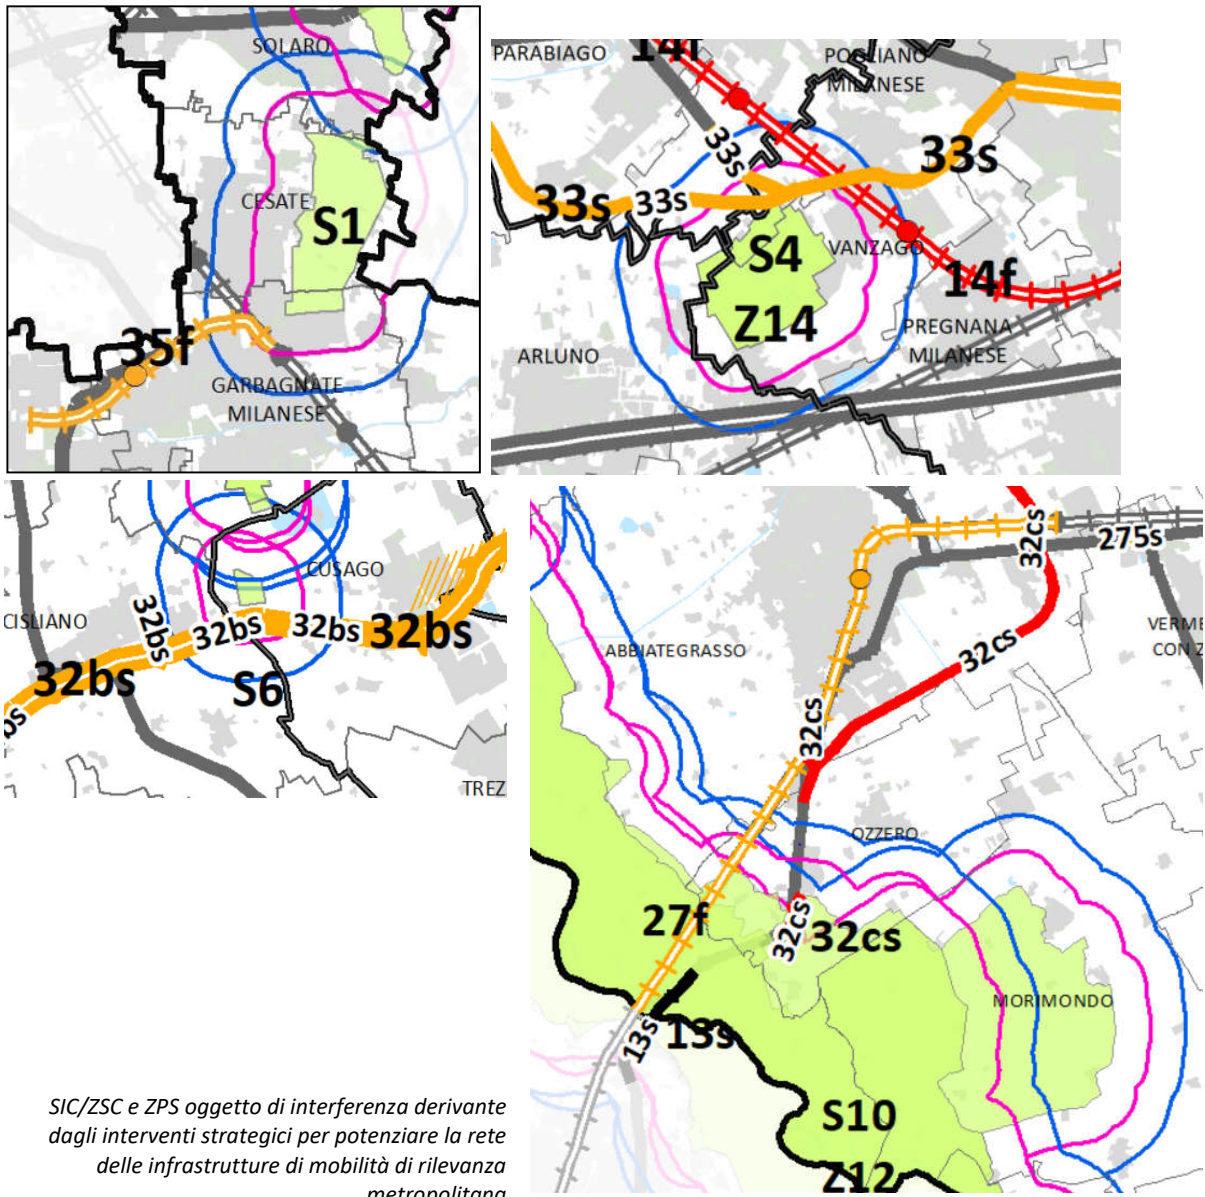 SOLARO
CESATE
S1
35f
GARBAGNATE
MILANESE
PARABIAGO
14f
POGLIANO
MILANESE
33s
33s
33s
33s
S4
VANZAGO
Z14
14f
ARLUNO
PREGNANA
MILANESE
CUSAGO
CISLIANO
32bs
32bs
32bs
32bs
32bs
S6
bs
TREZ
32cs
275s
ABBIATEGRASSO
32cs
VERME
CON Z
32cs
OZZERO
27f
32cs
32cs
MORIMONDO
13s
13s
S10
Z12
SIC/ZSC e ZPS oggetto di interferenza derivante
dagli interventi strategici per potenziare la rete
delle infrastrutture di mobilità di rilevanza
metropolitana